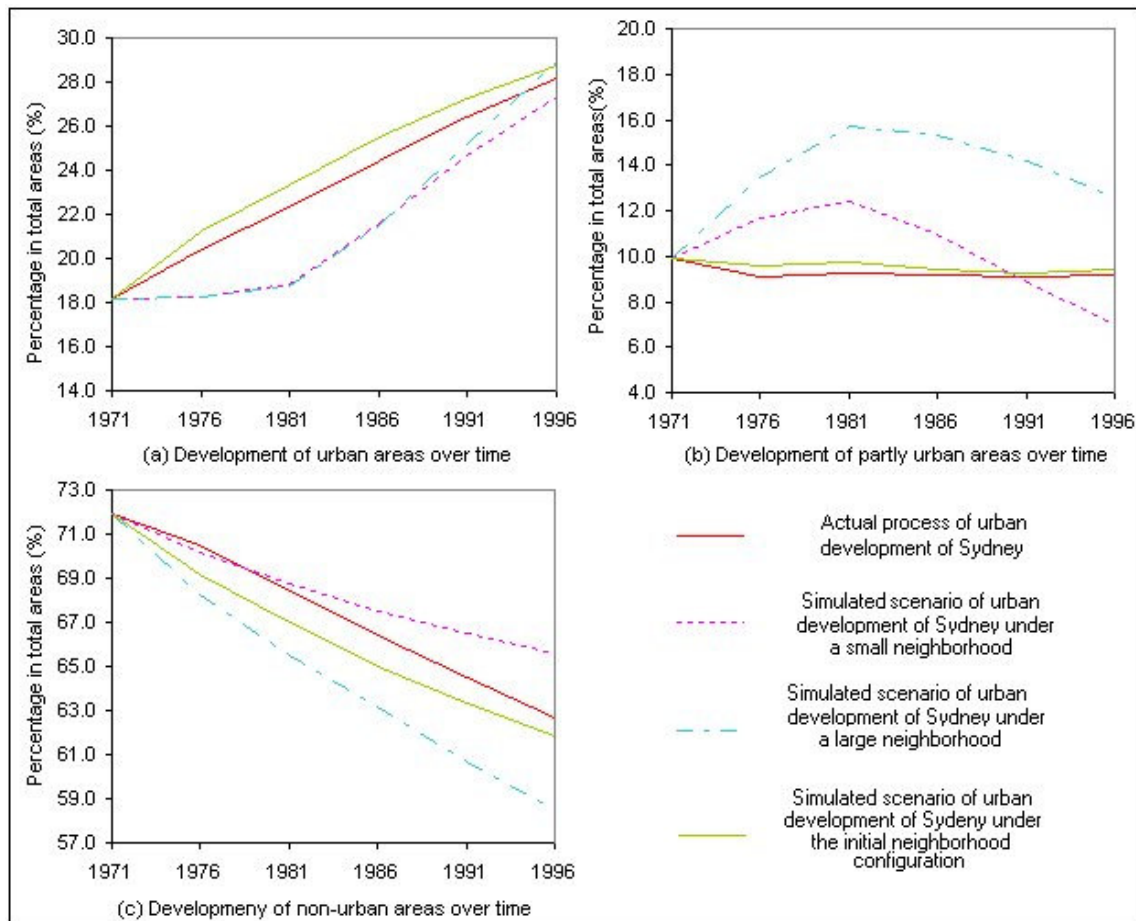 30.0
28.0
26.0
24.0
22.0
20.0
18.0
16.0
14.0
Percentage in total areas (%)
1971 1976 1981 1986 1991 1996
(a) Development of urban areas over time
20.0
18.0
16.0
14.0
12.0
10.0
8.0
6.0
4.0
Percentage in total areas(%)
1971 1976 1981 1986 1991 1996
(b) Development of partly urban areas over time
73.0
71.0
69.0
67.0
65.0
63.0
61.0
59.0
57.0
Percentage in total areas (%)
1971 1976 1981 1986 1991 1996
(c) Developmeny of non-urban areas over time
Actual process of urban
development of Sydney
Simulated scenario of urban
development of Sydney under
a small neighborhood
Simulated scenario of urban
development of Sydney under
a large neighborhood
Simulated scenario of urban
development of Sydeny under
the initial neighborhood
configuration